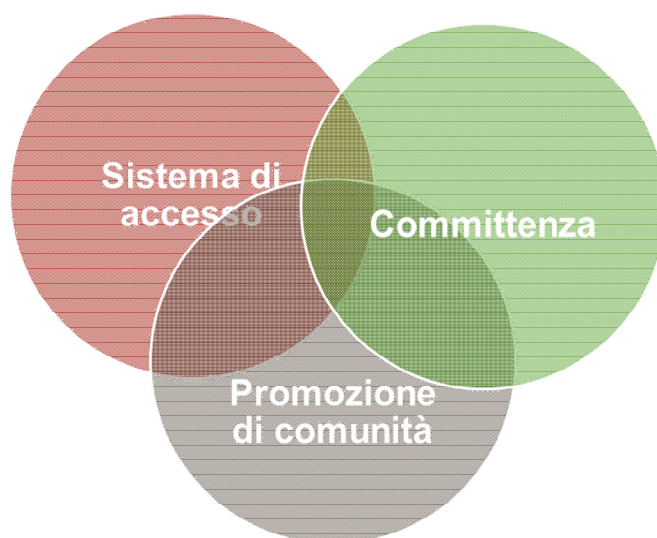 Sistema di
accesso
Committenza
Promozione
di comunità